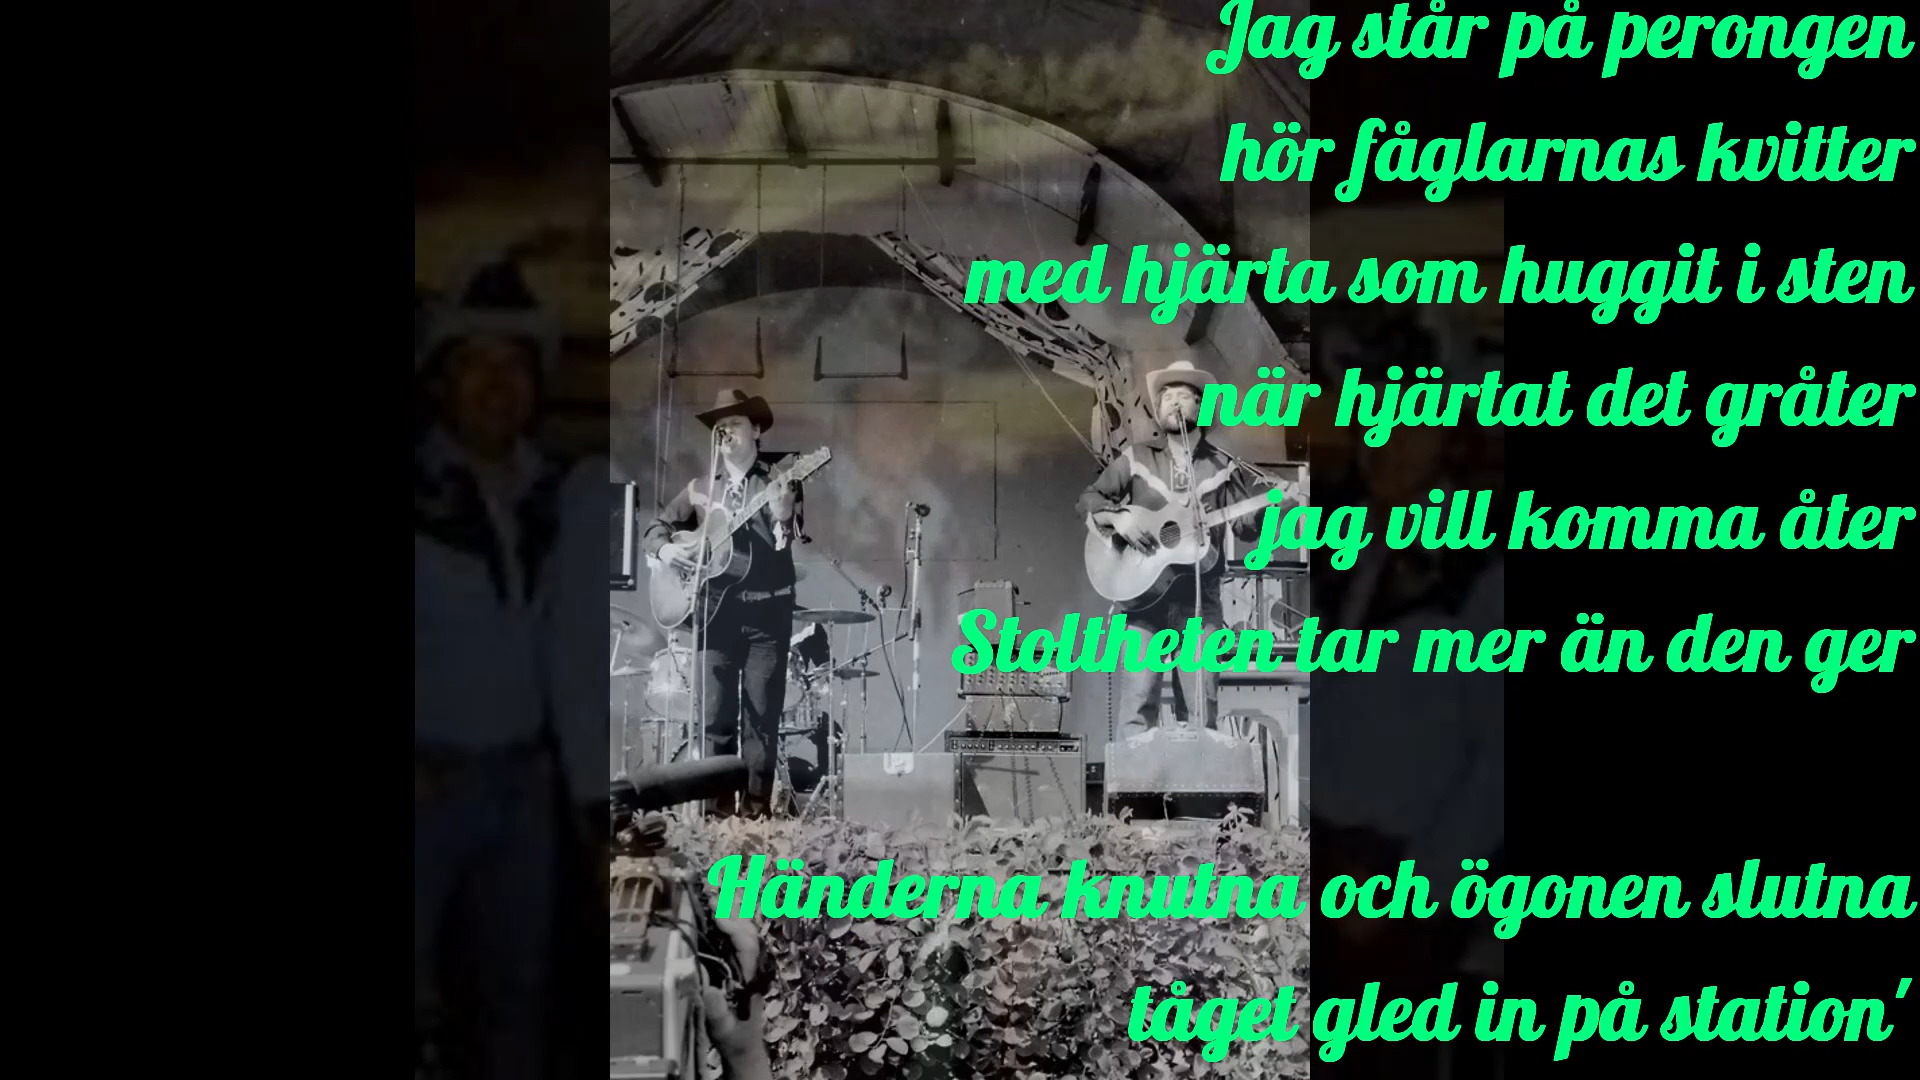 Jag står på perongen
hör fåglarnas kvitter
med hjärta som huggit i sten
när hjärtat det gråter
jag vill komma åter
Stoltheten tar mer än den ger
Händerna knutna och ögonen slutna
tåget gled in på station'